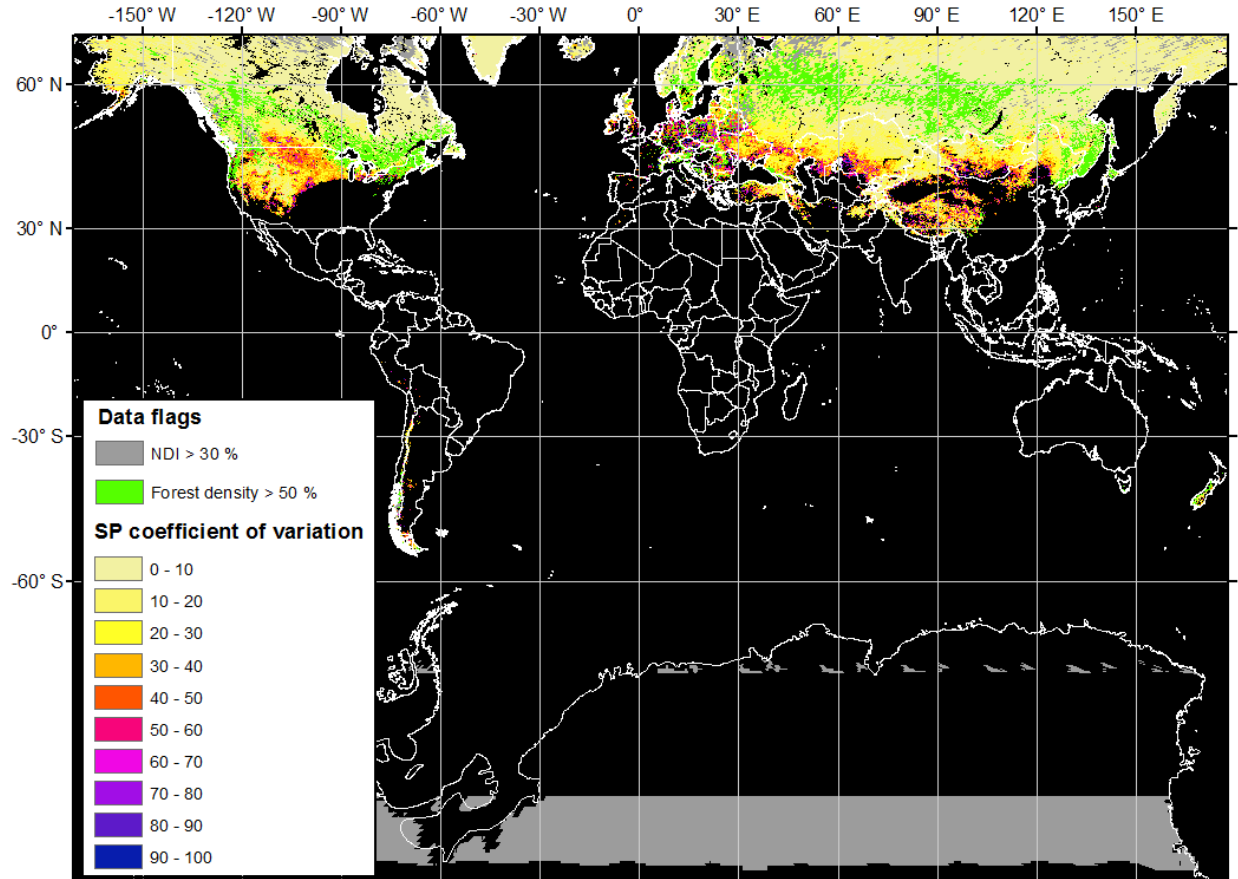 -150° W -120° W -90° W -60° W -30° W 0° 30° E 60° E 90° E 120° E 150° E
60° N
30° N
0°
-30° S
-60° S
Data flags
NDI > 30 %
Forest density > 50 %
SP coefficient of variation
0 - 10
10 - 20
20 - 30
30 - 40
40 - 50
50 - 60
60 - 70
70 - 80
80 - 90
90 - 100